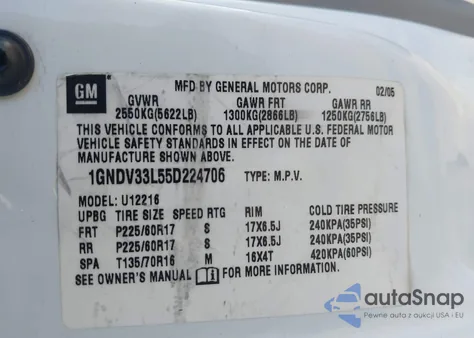 GM
MFD BY GENERAL MOTORS CORP.
02/05
GVWR GAWR FRT GAWR RR
2550KG(5622LB) 1300KG(2866LB) 1250KG(2756LB)
THIS VEHICLE CONFORMS TO ALL APPLICABLE U.S. FEDERAL MOTOR
VEHICLE SAFETY STANDARDS IN EFFECT ON THE DATE OF
MANUFACTURE SHOWN ABOVE.
1GNDV33L55D224706 TYPE: M.P.V.
MODEL: U12216
UPBG TIRE SIZE SPEED RTG RIM COLD TIRE PRESSURE
FRT P225/60R17 S 17X6.5J 240KPA(35PSI)
RR P225/60R17 S 17X6.5J 240KPA(35PSI)
SPA T135/70R16 M 16X4T 420KPA(60PSI)
SEE OWNER'S MANUAL FOR MORE INFORMATION
autoSnap
Pewne auta z aukcji USA i EU